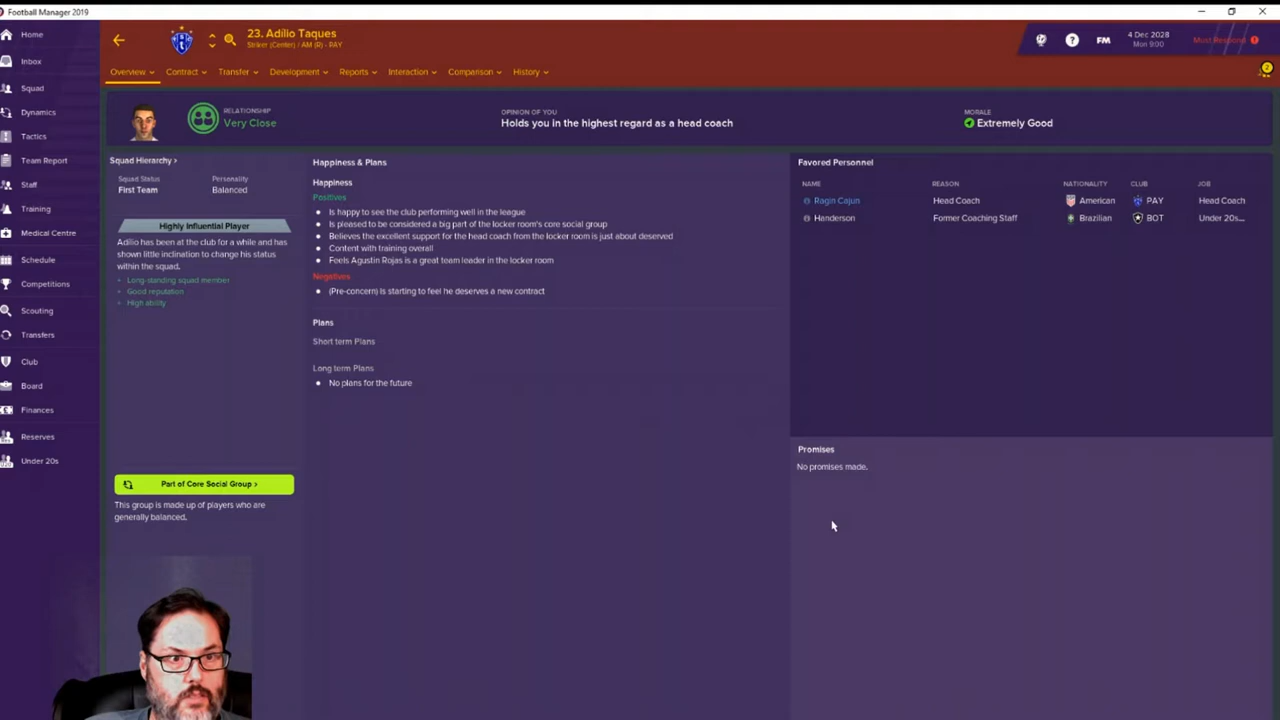 Football Manager 2019
Home
Inbox
Squad
Dynamics
Tactics
Team Report
Staff
Training
Medical Centre
Schedule
Competitions
Scouting
Transfers
Club
Board
Finances
Reserves
Under 20s
23. Adílio Taques
Striker (Center) / AM (R) - PAY
4 Dec 2028
Mon 9:00
Must Respond
?
FM
2
Overview
Contract
Transfer
Development
Reports
Interaction
Comparison
History
RELATIONSHIP
Very Close
OPINION OF YOU
Holds you in the highest regard as a head coach
MORALE
Extremely Good
Squad Hierarchy >
Squad Status
First Team
Personality
Balanced
Highly Influential Player
Adílio has been at the club for a while and has
shown little inclination to change his status
within the squad.
+ Long standing squad member
+ Good reputation
+ High ability
Part of Core Social Group >
This group is made up of players who are
generally balanced.
Happiness & Plans
Happiness
Positives
Is happy to see the club performing well in the league
Is pleased to be considered a big part of the locker room's core social group
Believes the excellent support for the head coach from the locker room is just about deserved
Content with training overall
Feels Agustin Rojas is a great team leader in the locker room
Negatives
(Pre-concern) Is starting to feel he deserves a new contract
Plans
Short term Plans
Long term Plans
No plans for the future
Favored Personnel
NAME REASON NATIONALITY CLUB JOB
Ragin Cajun Head Coach American PAY Head Coach
Handerson Former Coaching Staff Brazilian BOT Under 20s...
Promises
No promises made.